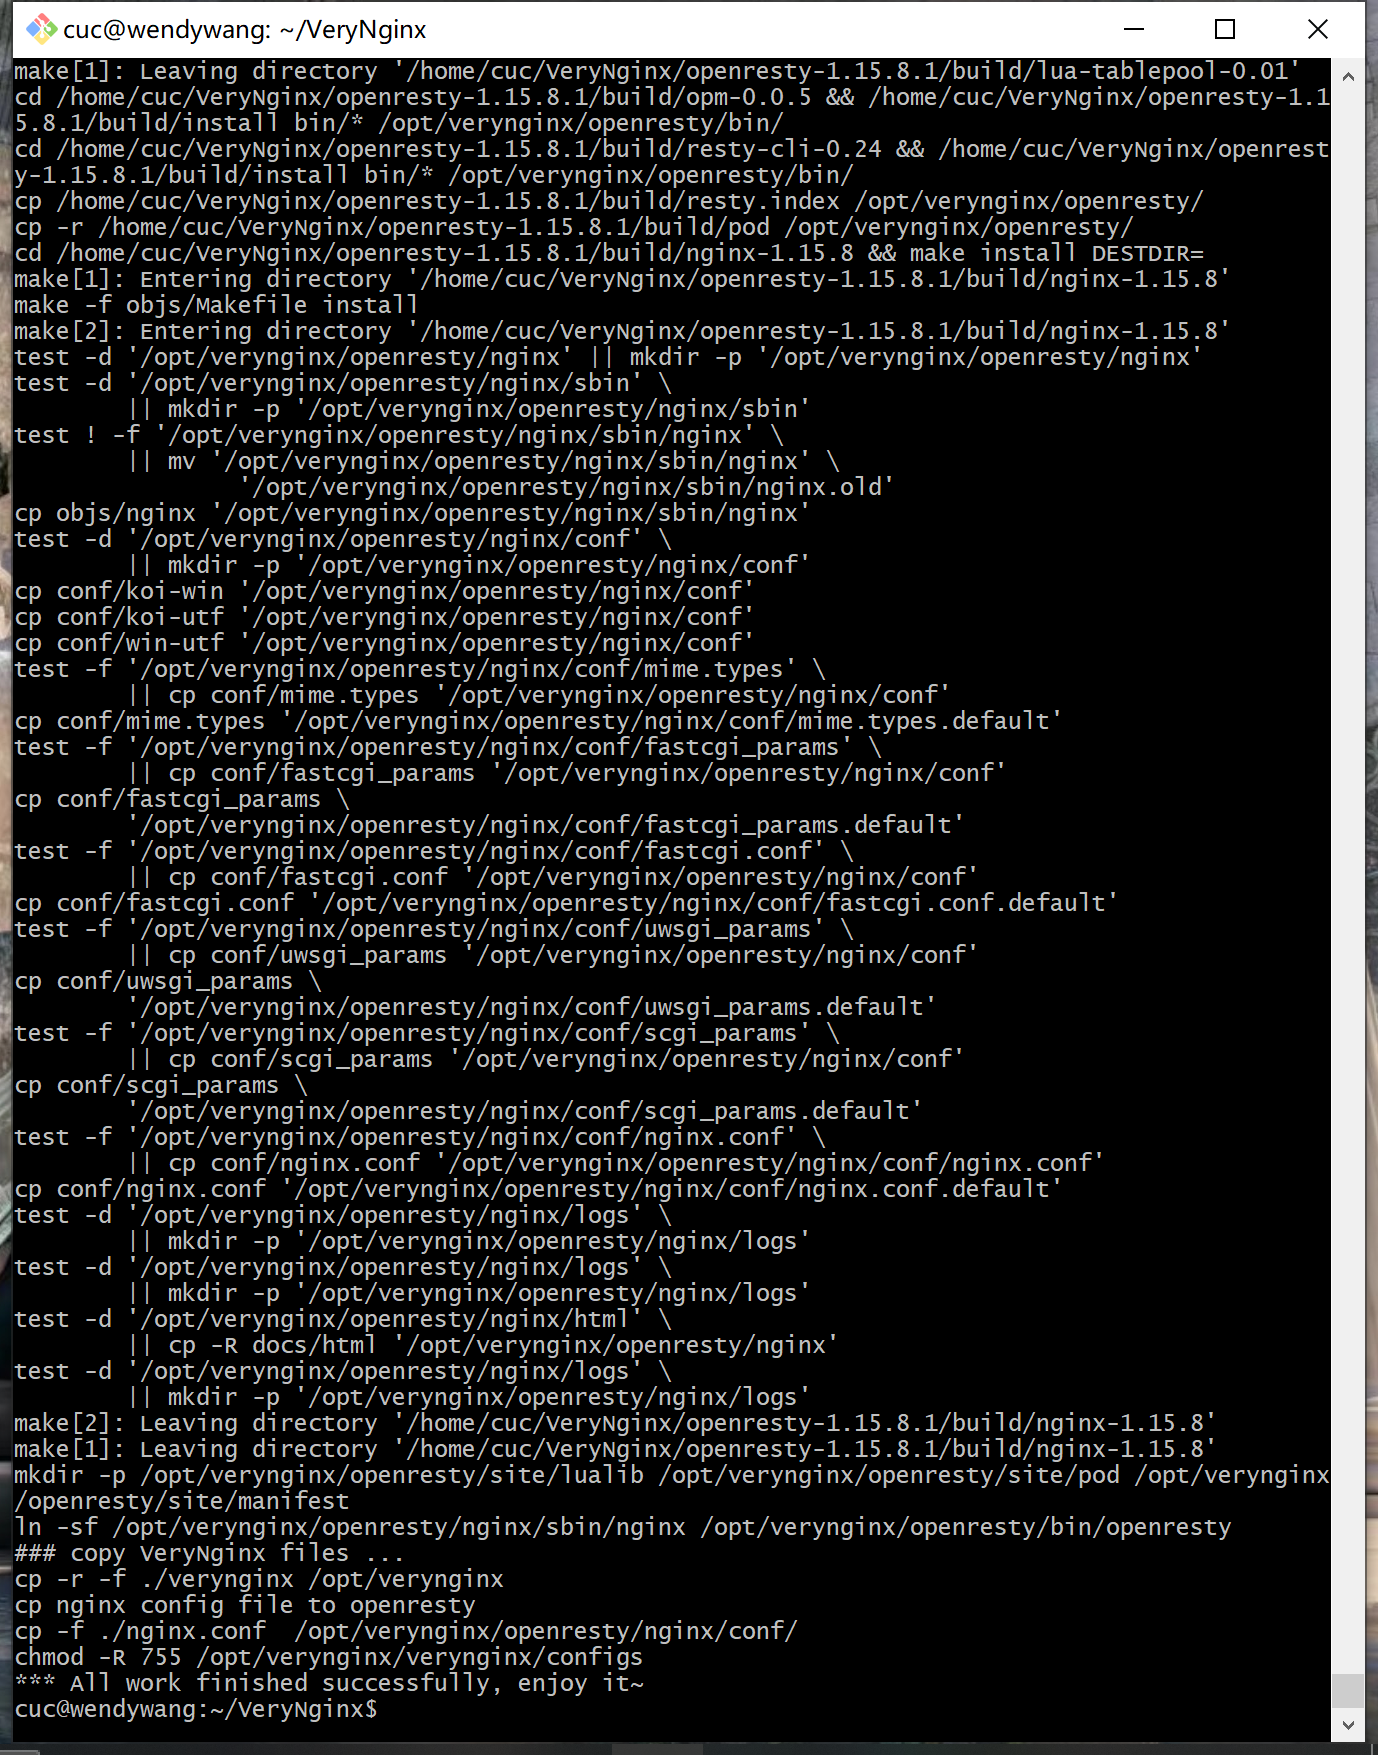 cuc@wendywang: ~/VeryNginx
make[1]: Leaving directory '/home/cuc/VeryNginx/openresty-1.15.8.1/build/lua-tablepool-0.01'
cd /home/cuc/VeryNginx/openresty-1.15.8.1/build/opm-0.0.5 && /home/cuc/VeryNginx/openresty-1.1
5.8.1/build/install bin/* /opt/verynginx/openresty/bin/
cd /home/cuc/VeryNginx/openresty-1.15.8.1/build/resty-cli-0.24 && /home/cuc/VeryNginx/openrest
y-1.15.8.1/build/install bin/* /opt/verynginx/openresty/bin/
cp /home/cuc/VeryNginx/openresty-1.15.8.1/build/resty.index /opt/verynginx/openresty/
cp -r /home/cuc/VeryNginx/openresty-1.15.8.1/build/pod /opt/verynginx/openresty/
cd /home/cuc/VeryNginx/openresty-1.15.8.1/build/nginx-1.15.8 && make install DESTDIR=
make[1]: Entering directory '/home/cuc/VeryNginx/openresty-1.15.8.1/build/nginx-1.15.8'
make -f objs/Makefile install
make[2]: Entering directory '/home/cuc/VeryNginx/openresty-1.15.8.1/build/nginx-1.15.8'
test -d '/opt/verynginx/openresty/nginx' || mkdir -p '/opt/verynginx/openresty/nginx'
test -d '/opt/verynginx/openresty/nginx/sbin' \
        || mkdir -p '/opt/verynginx/openresty/nginx/sbin'
test ! -f '/opt/verynginx/openresty/nginx/sbin/nginx' \
        || mv '/opt/verynginx/openresty/nginx/sbin/nginx' \
                '/opt/verynginx/openresty/nginx/sbin/nginx.old'
cp objs/nginx '/opt/verynginx/openresty/nginx/sbin/nginx'
test -d '/opt/verynginx/openresty/nginx/conf' \
        || mkdir -p '/opt/verynginx/openresty/nginx/conf'
cp conf/koi-win '/opt/verynginx/openresty/nginx/conf'
cp conf/koi-utf '/opt/verynginx/openresty/nginx/conf'
cp conf/win-utf '/opt/verynginx/openresty/nginx/conf'
test -f '/opt/verynginx/openresty/nginx/conf/mime.types' \
        || cp conf/mime.types '/opt/verynginx/openresty/nginx/conf'
cp conf/mime.types '/opt/verynginx/openresty/nginx/conf/mime.types.default'
test -f '/opt/verynginx/openresty/nginx/conf/fastcgi_params' \
        || cp conf/fastcgi_params '/opt/verynginx/openresty/nginx/conf'
cp conf/fastcgi_params \
        '/opt/verynginx/openresty/nginx/conf/fastcgi_params.default'
test -f '/opt/verynginx/openresty/nginx/conf/fastcgi.conf' \
        || cp conf/fastcgi.conf '/opt/verynginx/openresty/nginx/conf'
cp conf/fastcgi.conf '/opt/verynginx/openresty/nginx/conf/fastcgi.conf.default'
test -f '/opt/verynginx/openresty/nginx/conf/uwsgi_params' \
        || cp conf/uwsgi_params '/opt/verynginx/openresty/nginx/conf'
cp conf/uwsgi_params \
        '/opt/verynginx/openresty/nginx/conf/uwsgi_params.default'
test -f '/opt/verynginx/openresty/nginx/conf/scgi_params' \
        || cp conf/scgi_params '/opt/verynginx/openresty/nginx/conf'
cp conf/scgi_params \
        '/opt/verynginx/openresty/nginx/conf/scgi_params.default'
test -f '/opt/verynginx/openresty/nginx/conf/nginx.conf' \
        || cp conf/nginx.conf '/opt/verynginx/openresty/nginx/conf/nginx.conf'
cp conf/nginx.conf '/opt/verynginx/openresty/nginx/conf/nginx.conf.default'
test -d '/opt/verynginx/openresty/nginx/logs' \
        || mkdir -p '/opt/verynginx/openresty/nginx/logs'
test -d '/opt/verynginx/openresty/nginx/logs' \
        || mkdir -p '/opt/verynginx/openresty/nginx/logs'
test -d '/opt/verynginx/openresty/nginx/html' \
        || cp -R docs/html '/opt/verynginx/openresty/nginx'
test -d '/opt/verynginx/openresty/nginx/logs' \
        || mkdir -p '/opt/verynginx/openresty/nginx/logs'
make[2]: Leaving directory '/home/cuc/VeryNginx/openresty-1.15.8.1/build/nginx-1.15.8'
make[1]: Leaving directory '/home/cuc/VeryNginx/openresty-1.15.8.1/build/nginx-1.15.8'
mkdir -p /opt/verynginx/openresty/site/lualib /opt/verynginx/openresty/site/pod /opt/verynginx
/openresty/site/manifest
ln -sf /opt/verynginx/openresty/nginx/sbin/nginx /opt/verynginx/openresty/bin/openresty
### copy VeryNginx files ...
cp -r -f ./verynginx /opt/verynginx
cp nginx config file to openresty
cp -f ./nginx.conf  /opt/verynginx/openresty/nginx/conf/
chmod -R 755 /opt/verynginx/verynginx/configs
*** All work finished successfully, enjoy it~
cuc@wendywang:~/VeryNginx$